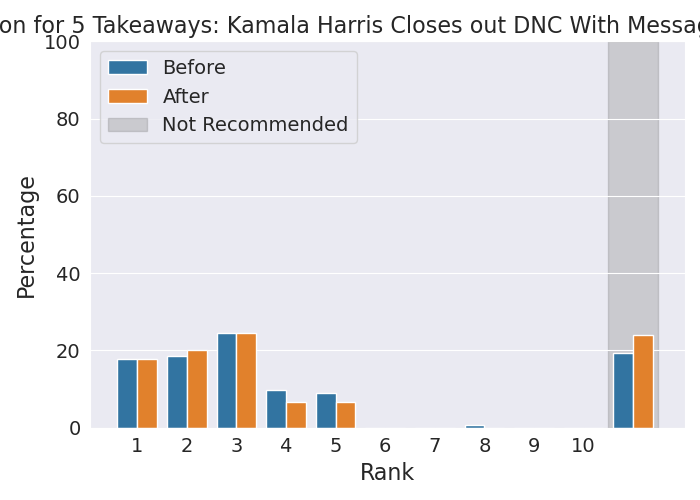 on for 5 Takeaways: Kamala Harris Closes out DNC With Messag
100
80
60
40
20
0
Percentage
Before
After
Not Recommended
1 2 3 4 5 6 7 8 9 10
Rank